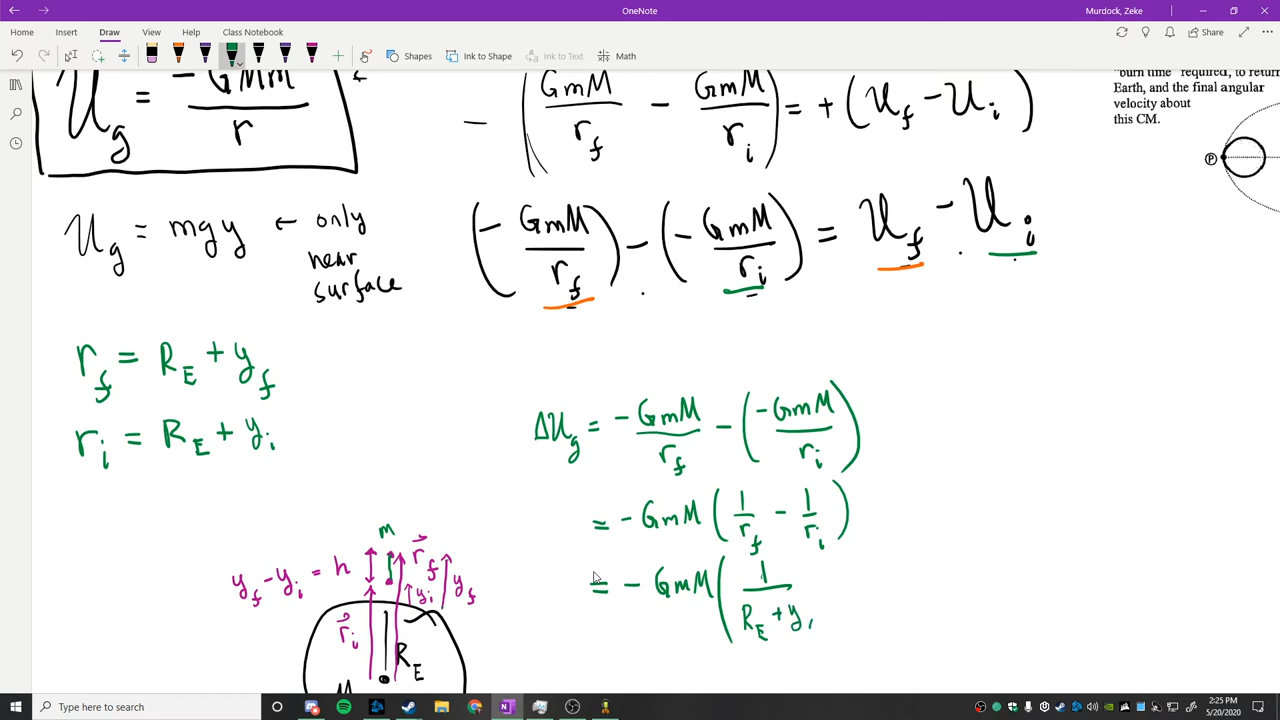 OneNote
Murdock, Zeke
Home Insert Draw View Help Class Notebook
Share
Shapes Ink to Shape Ink to Text Math
U_g = -GMm / r
-(GmM/r_f - GmM/r_i) = +(U_f - U_i)
"burn time" required, to return
Earth, and the final angular
velocity about
this CM.
P
U_g = mgy ← only
near
surface
(-GmM/r_f) - (-GmM/r_i) = U_f - U_i
r_f = R_E + y_f
r_i = R_E + y_i
ΔU_g = -GmM/r_f - (-GmM/r_i)
= -GmM (1/r_f - 1/r_i)
= -GmM (1/R_E + y
m
y_f - y_i = h
r_f
y_i
y_f
r_i
R_E
M
Type here to search
2:25 PM
5/20/2020